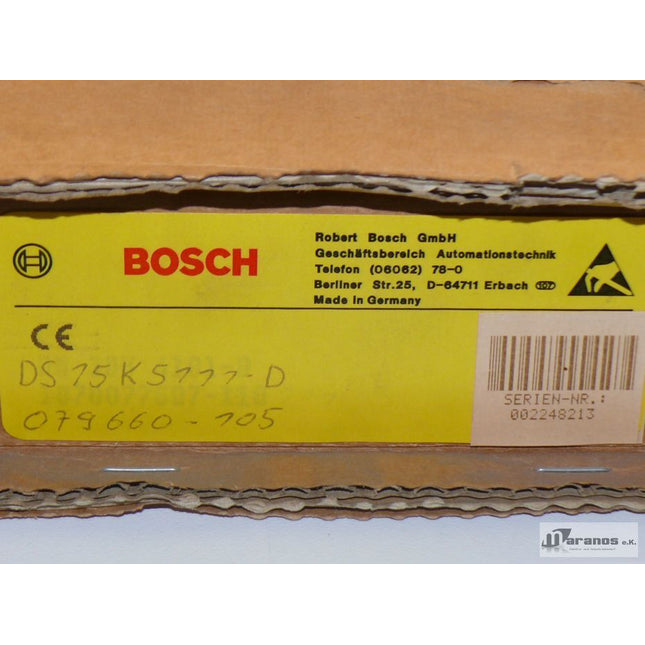 BOSCH
Robert Bosch GmbH
Geschäftsbereich Automationstechnik
Telefon (06062) 78-0
Berliner Str.25, D-64711 Erbach
Made in Germany
CE
DS 15 K 5111-D
079660-105
SERIEN-NR.:
002248213
Maranos e.K.